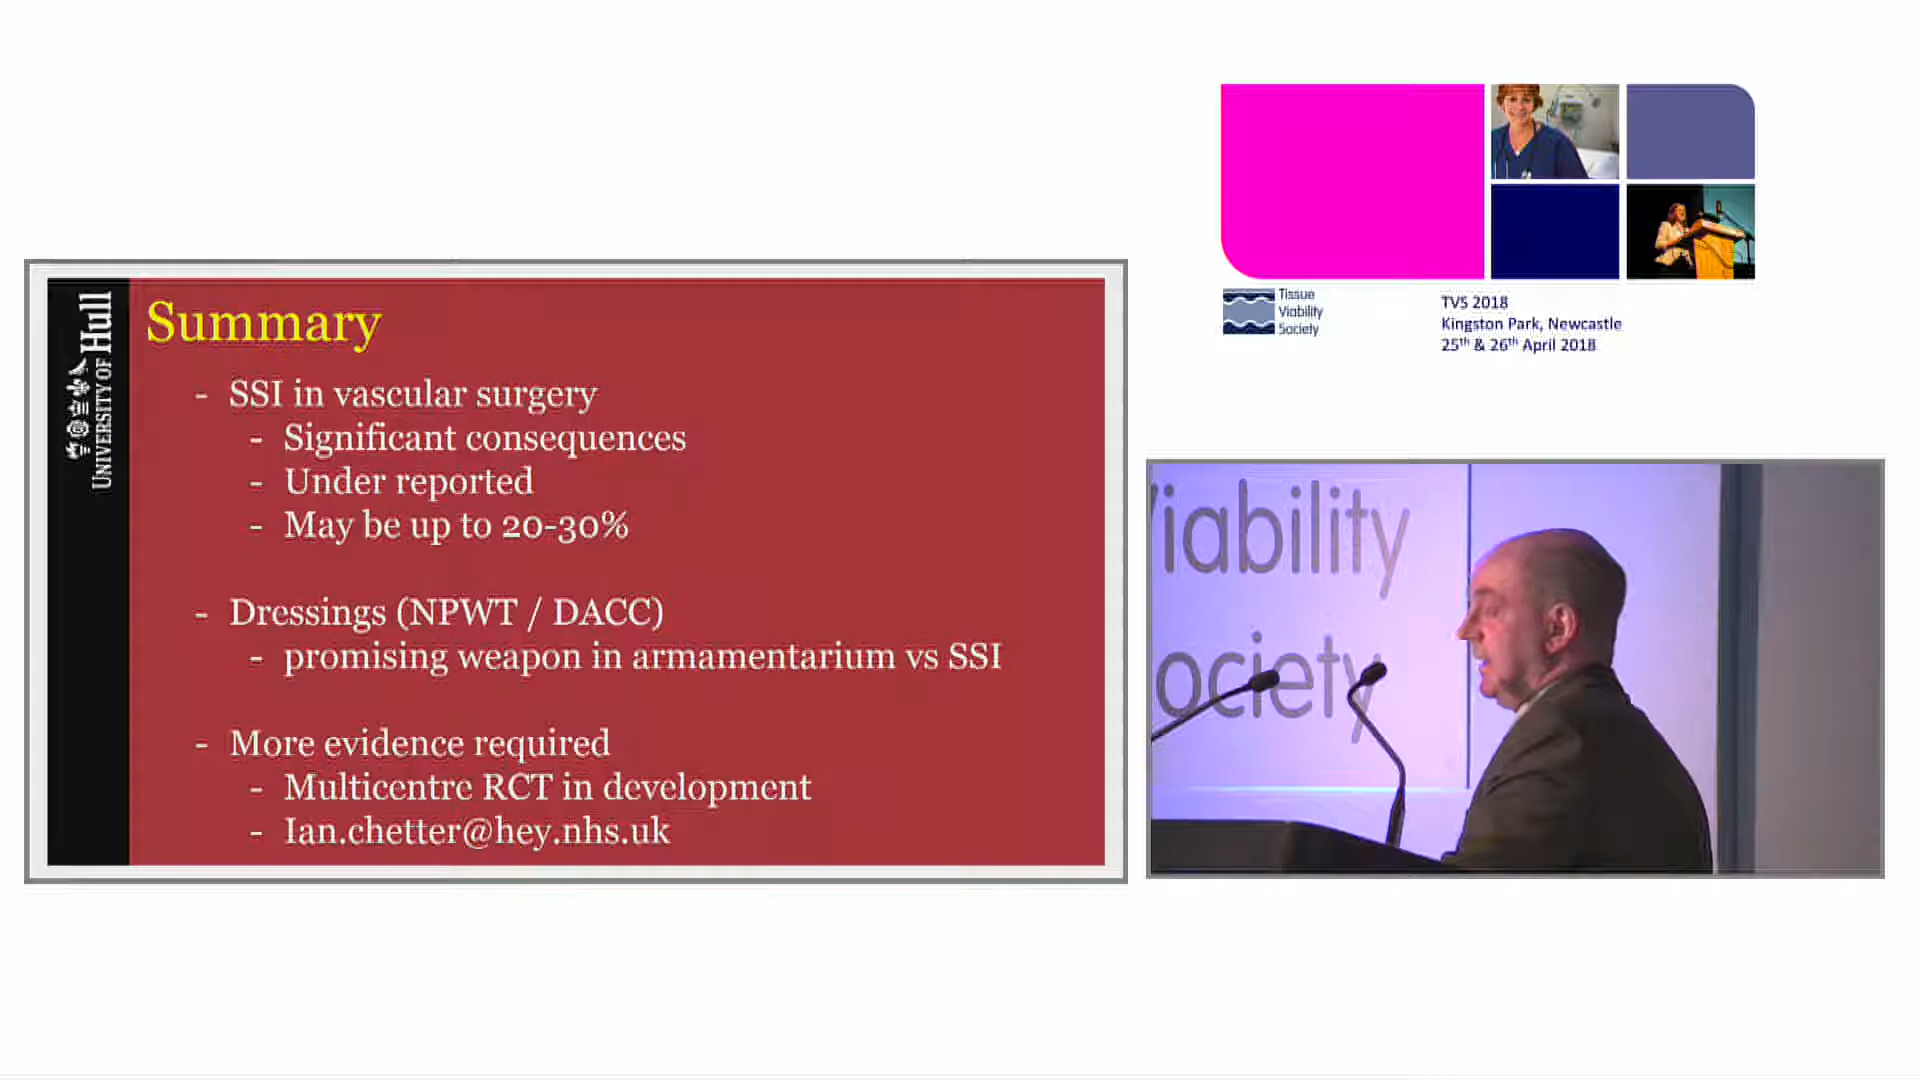 UNIVERSITY OF Hull
Summary
- SSI in vascular surgery
- Significant consequences
- Under reported
- May be up to 20-30%
- Dressings (NPWT / DACC)
- promising weapon in armamentarium vs SSI
- More evidence required
- Multicentre RCT in development
- Ian.chetter@hey.nhs.uk
Tissue
Viability
Society
TVS 2018
Kingston Park, Newcastle
25th & 26th April 2018
iability
ociety